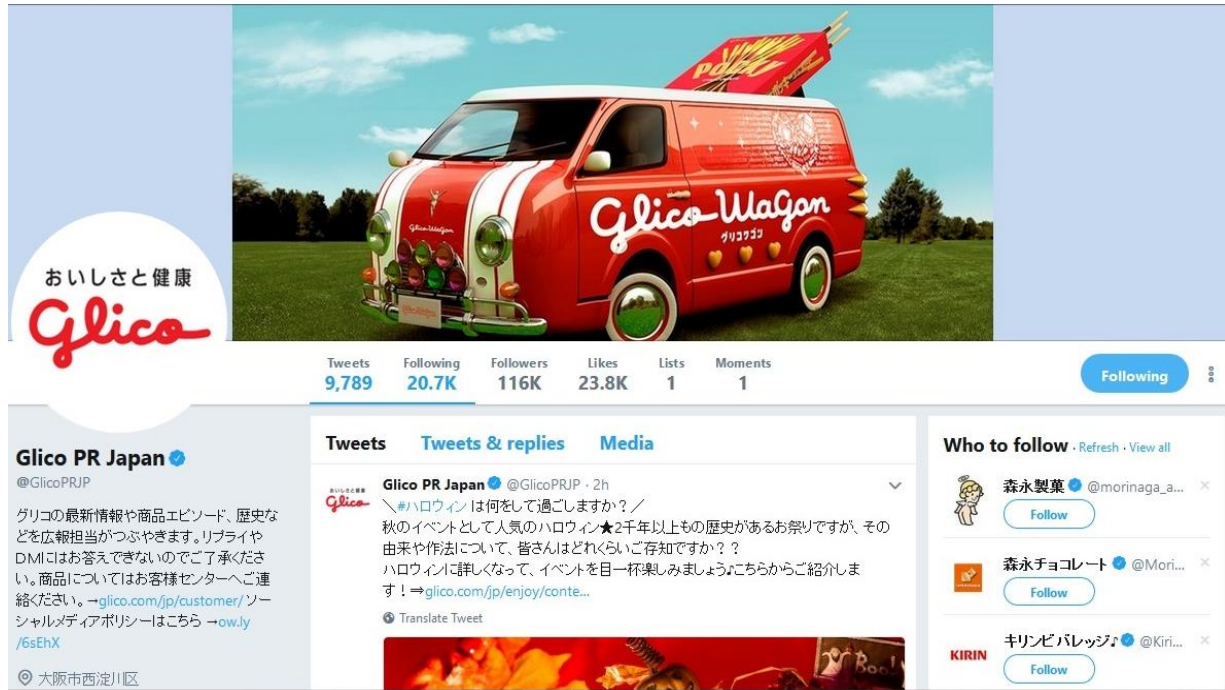 Pocky
Glico Wagon
グリコワゴン
Glico Wagon
おいしさと健康
Glico
Tweets
9,789
Following
20.7K
Followers
116K
Likes
23.8K
Lists
1
Moments
1
Following
Glico PR Japan
@GlicoPRJP
グリコの最新情報や商品エピソード、歴史な
どを広報担当がつぶやきます。リプライや
DMにはお答えできないのでご了承くださ
い。商品についてはお客様センターへご連
絡ください。→glico.com/jp/customer/ ソー
シャルメディアポリシーはこちら →ow.ly
/6sEhX
大阪市西淀川区
Tweets Tweets & replies Media
おいしさと健康
Glico
Glico PR Japan @GlicoPRJP · 2h
＼#ハロウィン は何をして過ごしますか？／
秋のイベントとして人気のハロウィン★2千年以上もの歴史があるお祭りですが、その
由来や作法について、皆さんはどれくらいご存知ですか？？
ハロウィンに詳しくなって、イベントを目一杯楽しみましょう♪こちらからご紹介しま
す！⇒glico.com/jp/enjoy/conte...
Translate Tweet
Boo!
Who to follow · Refresh · View all
森永製菓 @morinaga_a...
Follow
森永チョコレート @Mori...
Follow
KIRIN
キリンビバレッジ♪ @Kiri...
Follow